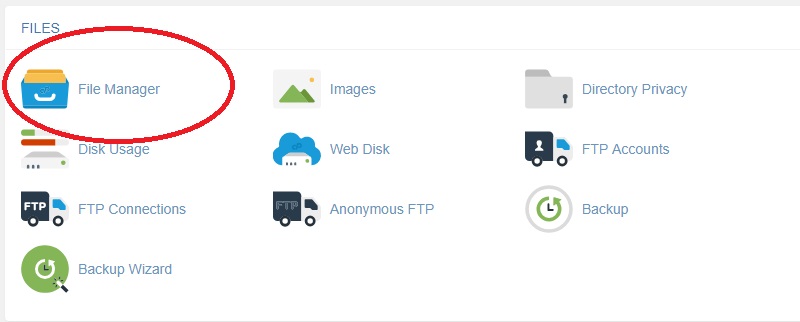 FILES
File Manager
Images
Directory Privacy
Disk Usage
Web Disk
FTP Accounts
FTP
FTP Connections
FTP
Anonymous FTP
Backup
Backup Wizard